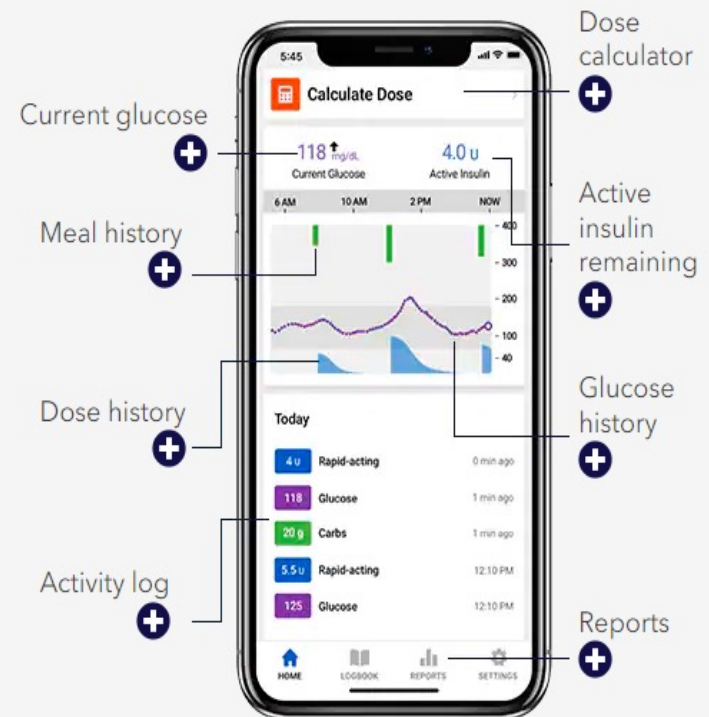 Dose
calculator
Current glucose
Meal history
Dose history
Activity log
Active
insulin
remaining
Glucose
history
Reports
5:45
Calculate Dose
118 mg/dL
Current Glucose
4.0 U
Active Insulin
6 AM 10 AM 2 PM NOW
400
300
200
100
40
Today
4 U Rapid-acting 0 min ago
118 Glucose 1 min ago
20 g Carbs 1 min ago
5.5 U Rapid-acting 12:10 PM
125 Glucose 12:10 PM
HOME LOGBOOK REPORTS SETTINGS